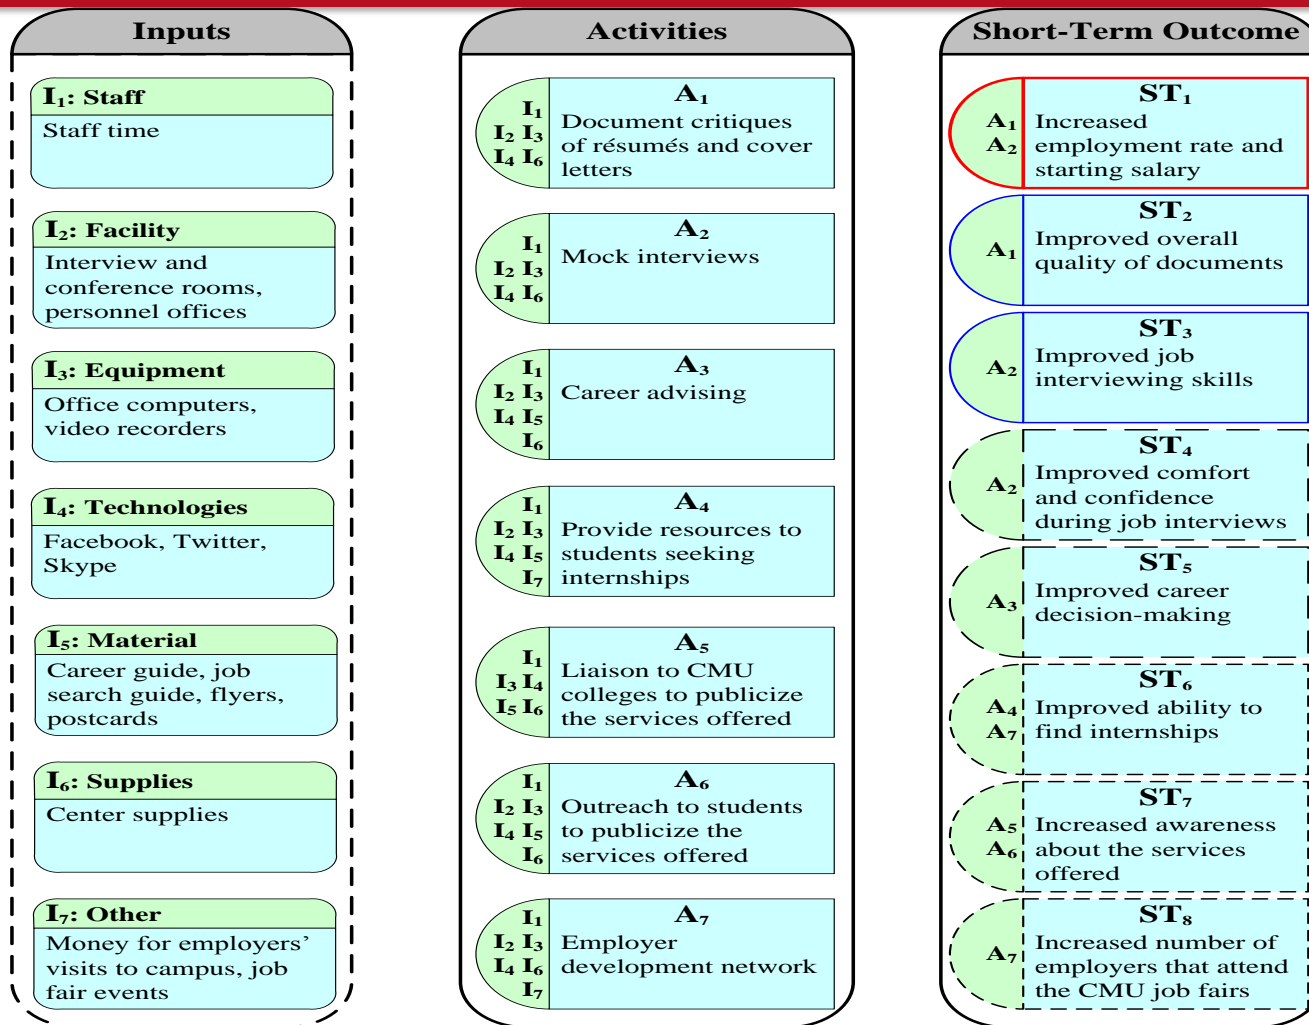 Inputs
I₁: Staff
Staff time
I₂: Facility
Interview and
conference rooms,
personnel offices
I₃: Equipment
Office computers,
video recorders
I₄: Technologies
Facebook, Twitter,
Skype
I₅: Material
Career guide, job
search guide, flyers,
postcards
I₆: Supplies
Center supplies
I₇: Other
Money for employers’
visits to campus, job
fair events
Activities
I₁
I₂ I₃
I₄ I₆
A₁
Document critiques
of résumés and cover
letters
I₁
I₂ I₃
I₄ I₆
A₂
Mock interviews
I₁
I₂ I₃
I₄ I₅
I₆
A₃
Career advising
I₁
I₂ I₃
I₄ I₅
I₇
A₄
Provide resources to
students seeking
internships
I₁
I₃ I₄
I₅ I₆
A₅
Liaison to CMU
colleges to publicize
the services offered
I₁
I₂ I₃
I₄ I₅
I₆
A₆
Outreach to students
to publicize the
services offered
I₁
I₂ I₃
I₄ I₆
I₇
A₇
Employer
development network
Short-Term Outcome
A₁
A₂
ST₁
Increased
employment rate and
starting salary
A₁
ST₂
Improved overall
quality of documents
A₂
ST₃
Improved job
interviewing skills
A₂
ST₄
Improved comfort
and confidence
during job interviews
A₃
ST₅
Improved career
decision-making
A₄
A₇
ST₆
Improved ability to
find internships
A₅
A₆
ST₇
Increased awareness
about the services
offered
A₇
ST₈
Increased number of
employers that attend
the CMU job fairs